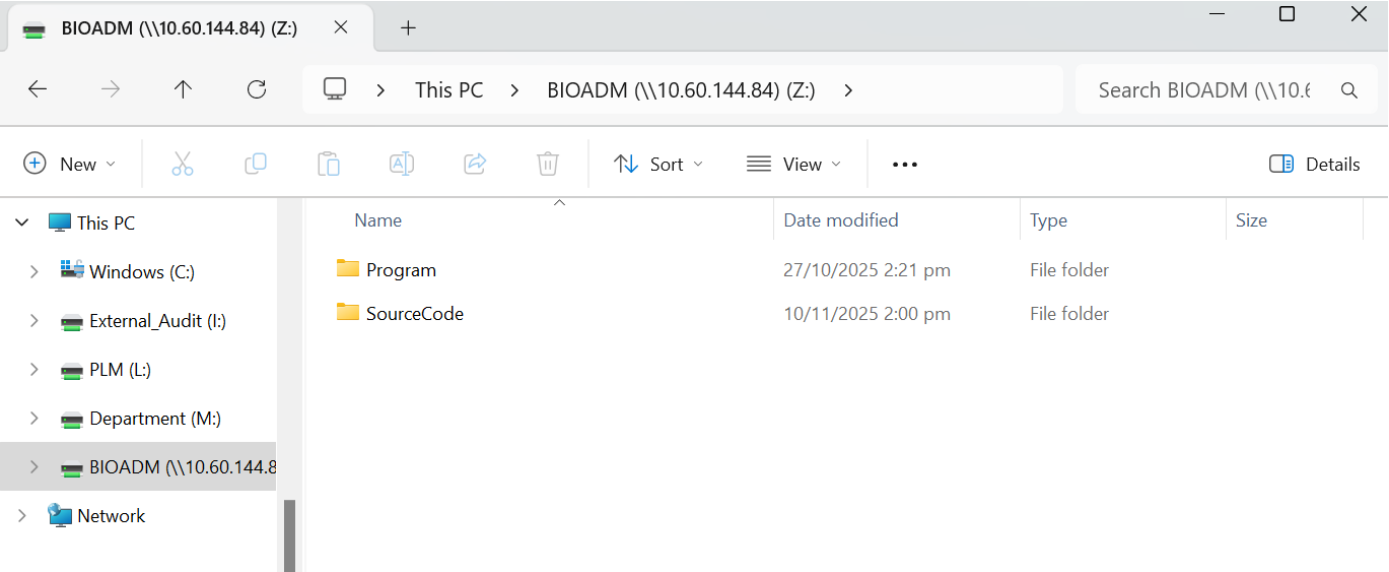 BIOADM (\\10.60.144.84) (Z:)
This PC > BIOADM (\\10.60.144.84) (Z:) >
Search BIOADM (\\10.6
New
Sort
View
Details
This PC
Windows (C:)
External_Audit (I:)
PLM (L:)
Department (M:)
BIOADM (\\10.60.144.8
Network
Name Date modified Type Size
Program 27/10/2025 2:21 pm File folder
SourceCode 10/11/2025 2:00 pm File folder